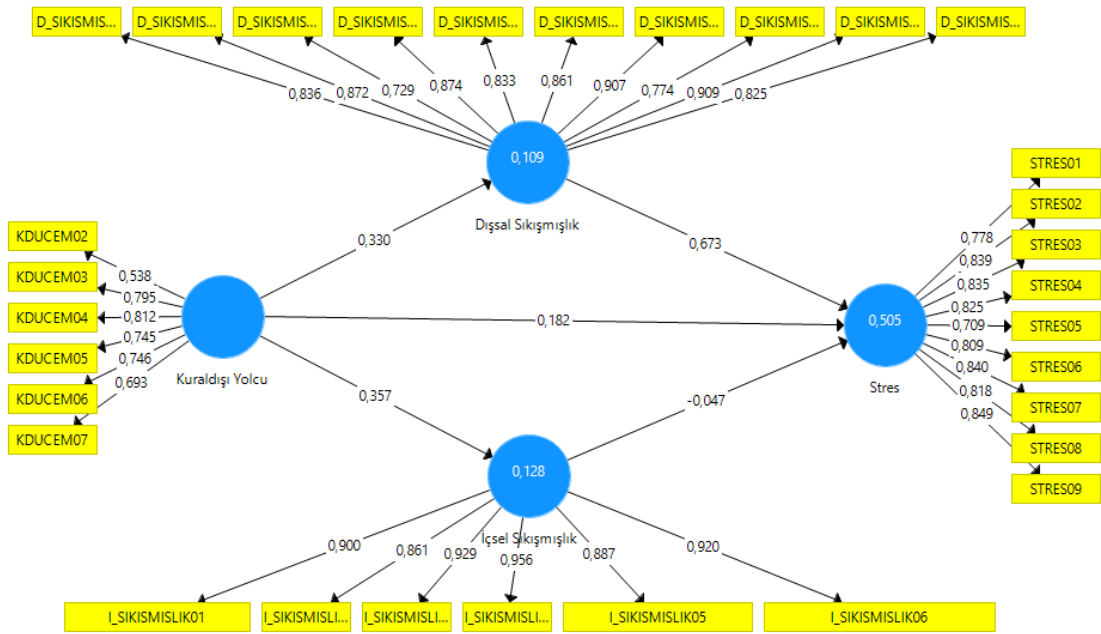 D_SIKISMIS... D_SIKISMIS... D_SIKISMIS... D_SIKISMIS... D_SIKISMIS... D_SIKISMIS... D_SIKISMIS... D_SIKISMIS... D_SIKISMIS... D_SIKISMIS...
0,836 0,872 0,729 0,874 0,833 0,861 0,907 0,774 0,909 0,825
0,109
Dışsal Sıkışmışlık
KDUCEM02
KDUCEM03
KDUCEM04
KDUCEM05
KDUCEM06
KDUCEM07
0,538
0,795
0,812
0,745
0,746
0,693
Kuraldışı Yolcu
0,330
0,673
0,182
0,357
-0,047
0,505
Stres
0,778
0,839
0,835
0,825
0,709
0,809
0,840
0,818
0,849
STRES01
STRES02
STRES03
STRES04
STRES05
STRES06
STRES07
STRES08
STRES09
0,128
İçsel Sıkışmışlık
0,900 0,861 0,929 0,956 0,887 0,920
I_SIKISMISLIK01 I_SIKISMISLI... I_SIKISMISLI... I_SIKISMISLI... I_SIKISMISLIK05 I_SIKISMISLIK06